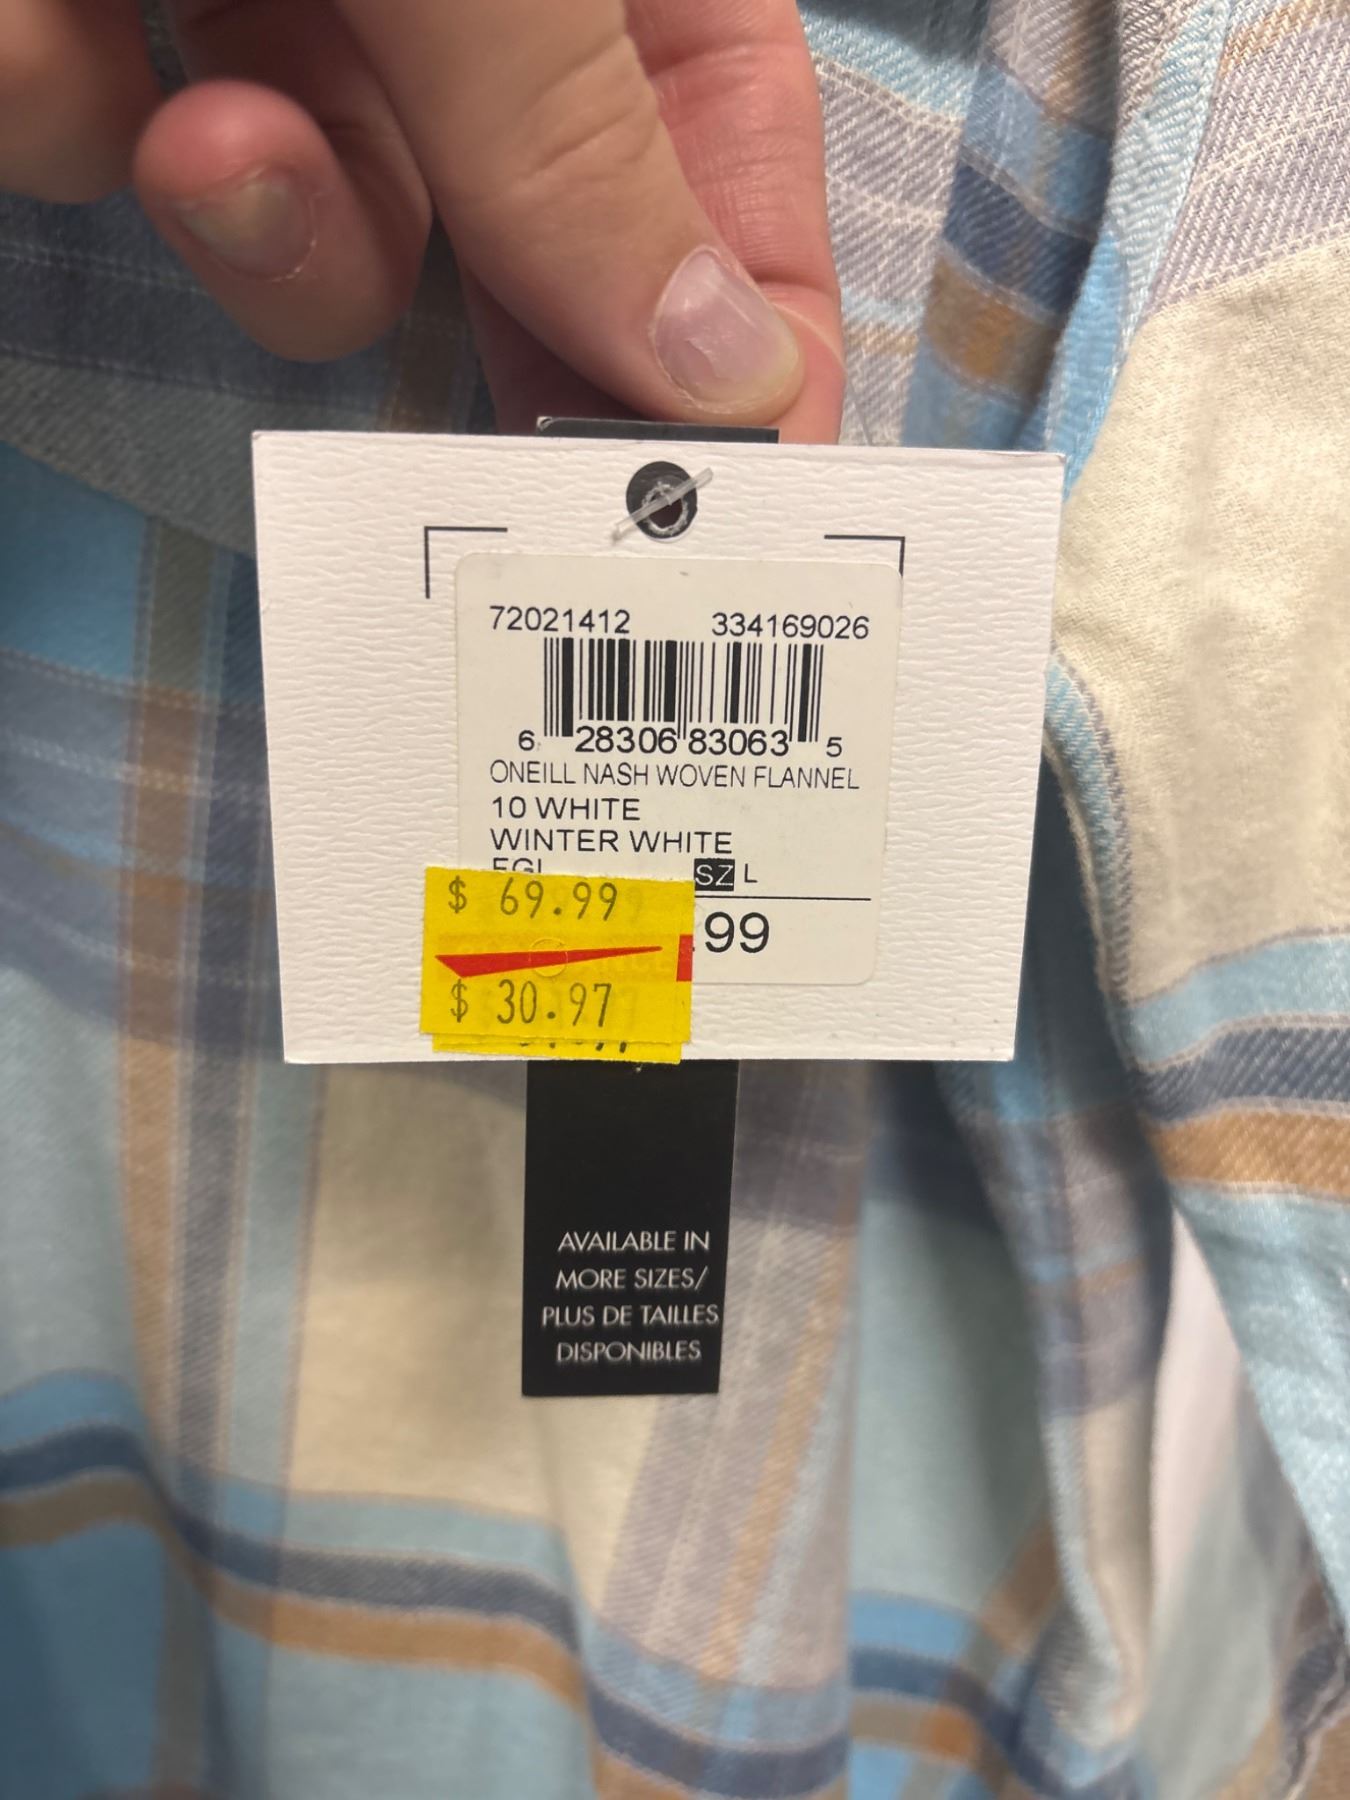 72021412 334169026
6 28306 83063 5
ONEILL NASH WOVEN FLANNEL
10 WHITE
WINTER WHITE
SZ L
$ 69.99
.99
$ 30.97
AVAILABLE IN
MORE SIZES/
PLUS DE TAILLES
DISPONIBLES